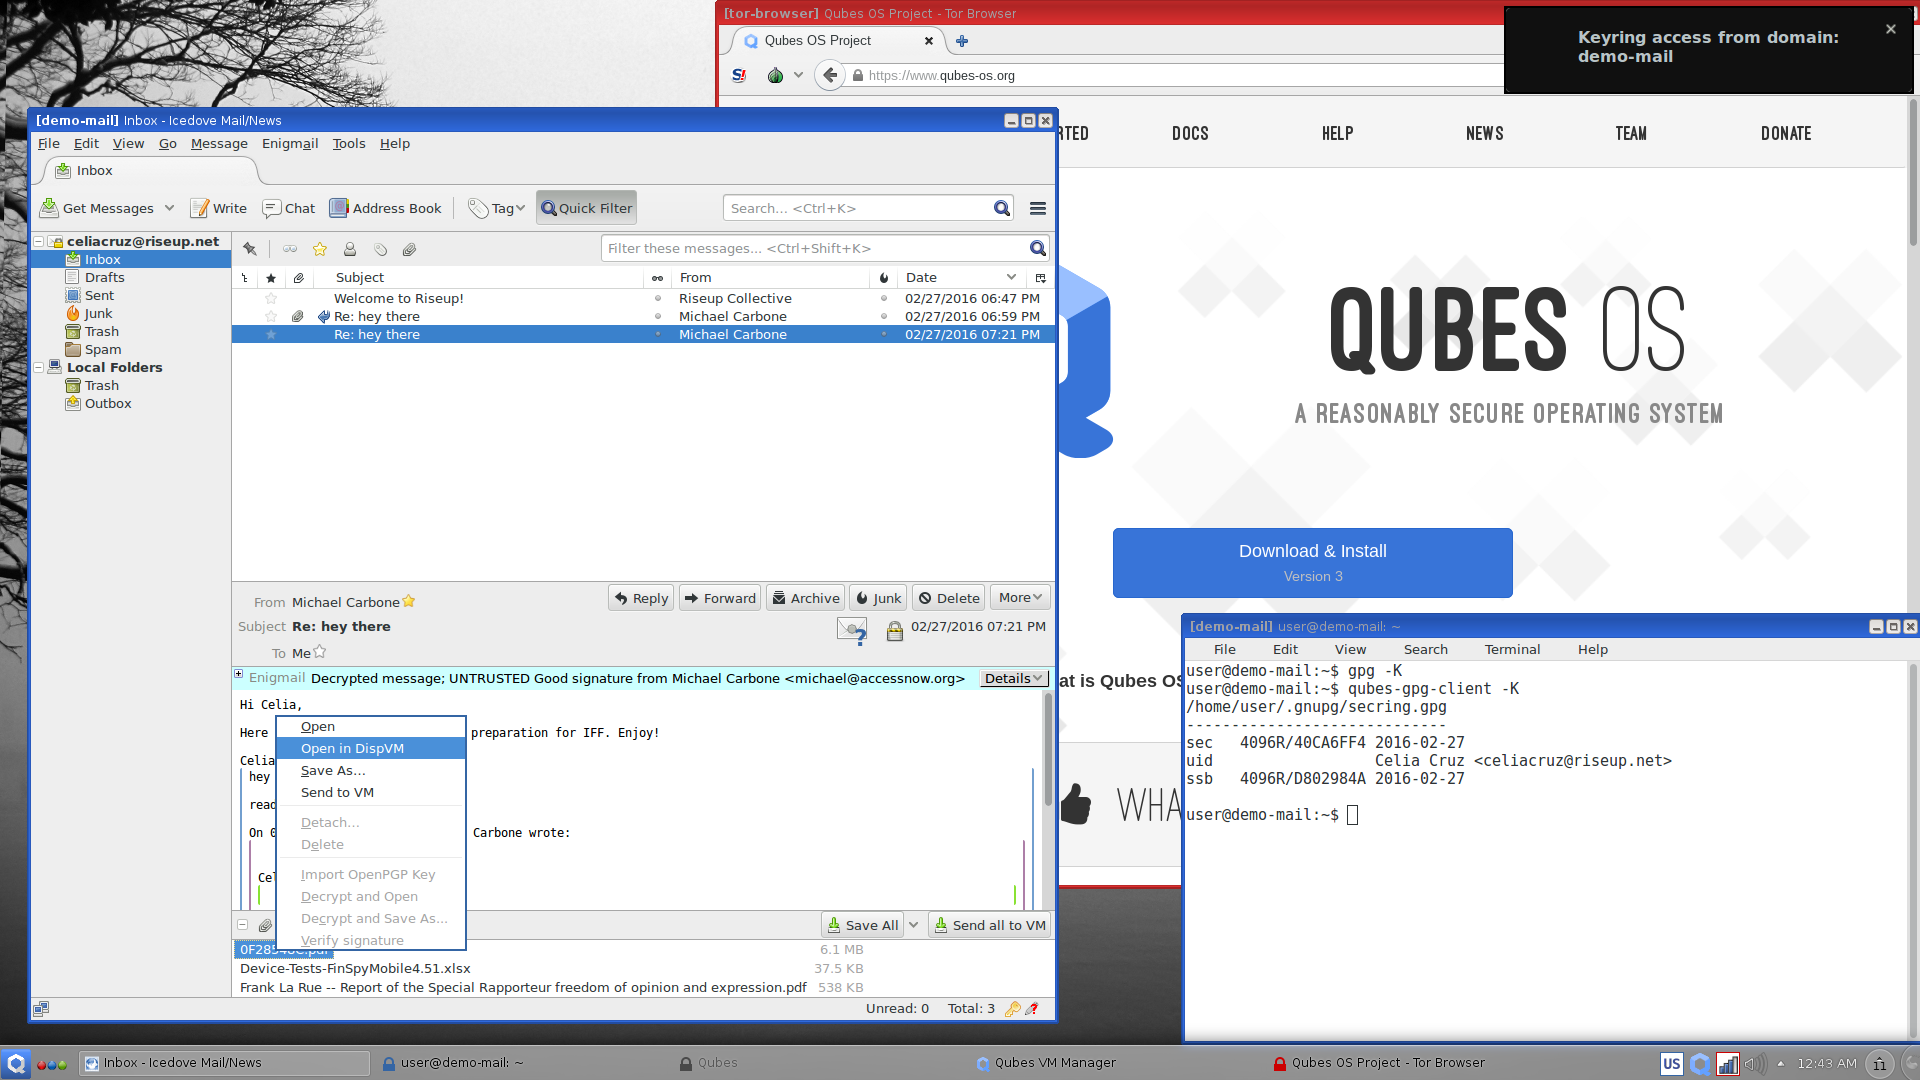 [tor-browser] Qubes OS Project - Tor Browser
Qubes OS Project
https://www.qubes-os.org
Keyring access from domain:
demo-mail
RTED DOCS HELP NEWS TEAM DONATE
QUBES OS
A REASONABLY SECURE OPERATING SYSTEM
Download & Install
Version 3
at is Qubes OS
WHA
[demo-mail] Inbox - Icedove Mail/News
File Edit View Go Message Enigmail Tools Help
Inbox
Get Messages Write Chat Address Book Tag Quick Filter Search... <Ctrl+K>
Filter these messages... <Ctrl+Shift+K>
celiacruz@riseup.net
Inbox
Drafts
Sent
Junk
Trash
Spam
Local Folders
Trash
Outbox
Subject From Date
Welcome to Riseup! Riseup Collective 02/27/2016 06:47 PM
Re: hey there Michael Carbone 02/27/2016 06:59 PM
Re: hey there Michael Carbone 02/27/2016 07:21 PM
From Michael Carbone Reply Forward Archive Junk Delete More
Subject Re: hey there 02/27/2016 07:21 PM
To Me
Enigmail Decrypted message; UNTRUSTED Good signature from Michael Carbone <michael@accessnow.org> Details
Hi Celia,
Here preparation for IFF. Enjoy!
Celia
hey
read
On 0 Carbone wrote:
Cel
Open
Open in DispVM
Save As...
Send to VM
Detach...
Delete
Import OpenPGP Key
Decrypt and Open
Decrypt and Save As...
Verify signature
Save All Send all to VM
6.1 MB
Device-Tests-FinSpyMobile4.51.xlsx 37.5 KB
Frank La Rue -- Report of the Special Rapporteur freedom of opinion and expression.pdf 538 KB
Unread: 0 Total: 3
[demo-mail] user@demo-mail: ~
File Edit View Search Terminal Help
user@demo-mail:~$ gpg -K
user@demo-mail:~$ qubes-gpg-client -K
/home/user/.gnupg/secring.gpg
-----------------------------
sec 4096R/40CA6FF4 2016-02-27
uid Celia Cruz <celiacruz@riseup.net>
ssb 4096R/D802984A 2016-02-27
user@demo-mail:~$
Inbox - Icedove Mail/News user@demo-mail: ~ Qubes Qubes VM Manager Qubes OS Project - Tor Browser US 12:43 AM 11